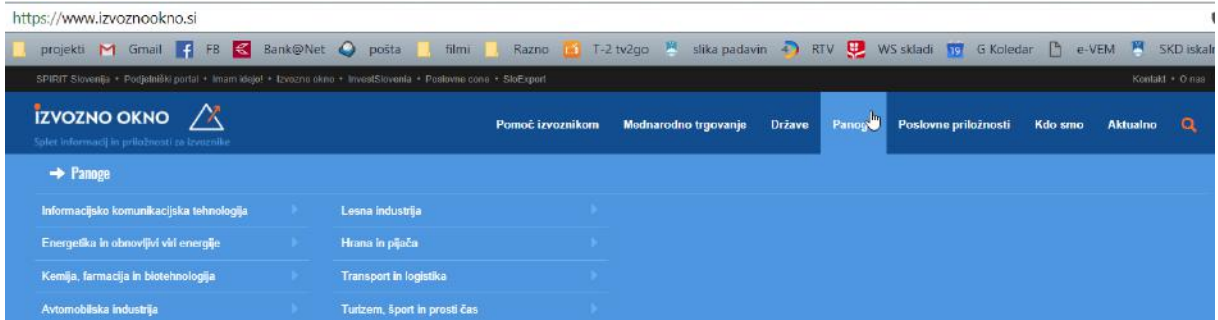 https://www.izvoznookno.si
projekti Gmail FB Bank@Net pošta filmi Razno T-2 tv2go slika padavin RTV WS skladi 19 G Koledar e-VEM SKD iskaln
SPIRIT Slovenija • Podjetniški portal • Imam idejo! • Izvozno okno • InvestSlovenia • Poslovne cone • SloExport Kontakt • O nas
IZVOZNO OKNO
Pomoč izvoznikom Mednarodno trgovanje Države Panoge Poslovne priložnosti Kdo smo Aktualno
Splet informacij in priložnosti za izvoznike
Panoge
Informacijsko komunikacijska tehnologija Lesna industrija
Energetika in obnovljivi viri energije Hrana in pijača
Kemija, farmacija in biotehnologija Transport in logistika
Avtomobilska industrija Turizem, šport in prosti čas